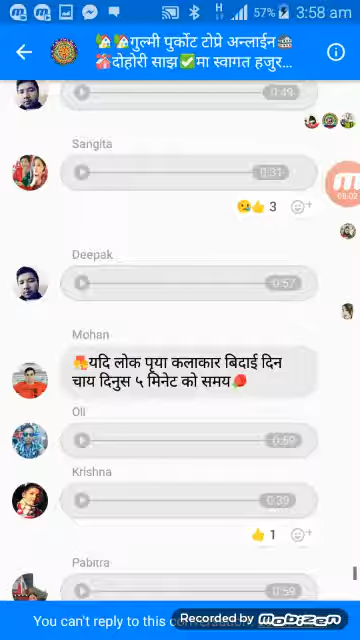 57% 3:58 am
गुल्मी पुर्कोट टोप्रे अन्लाईन
दोहोरी साझ✅मा स्वागत हजुर...
0:49
Sangita
0:31
3
08:02
Deepak
0:57
Mohan
यदि लोक पृया कलाकार बिदाई दिन
चाय दिनुस ५ मिनेट को समय
Oli
0:59
Krishna
0:39
1
Pabitra
0:59
You can't reply to this
Recorded by Mobizen